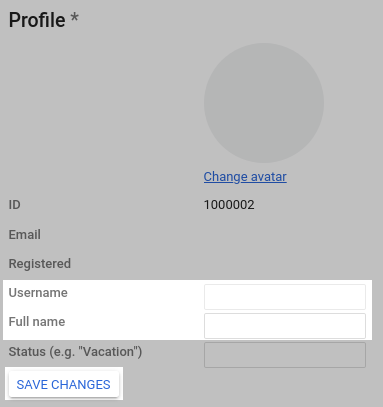 Profile *
Change avatar
ID 1000002
Email
Registered
Username
Full name
Status (e.g. "Vacation")
SAVE CHANGES